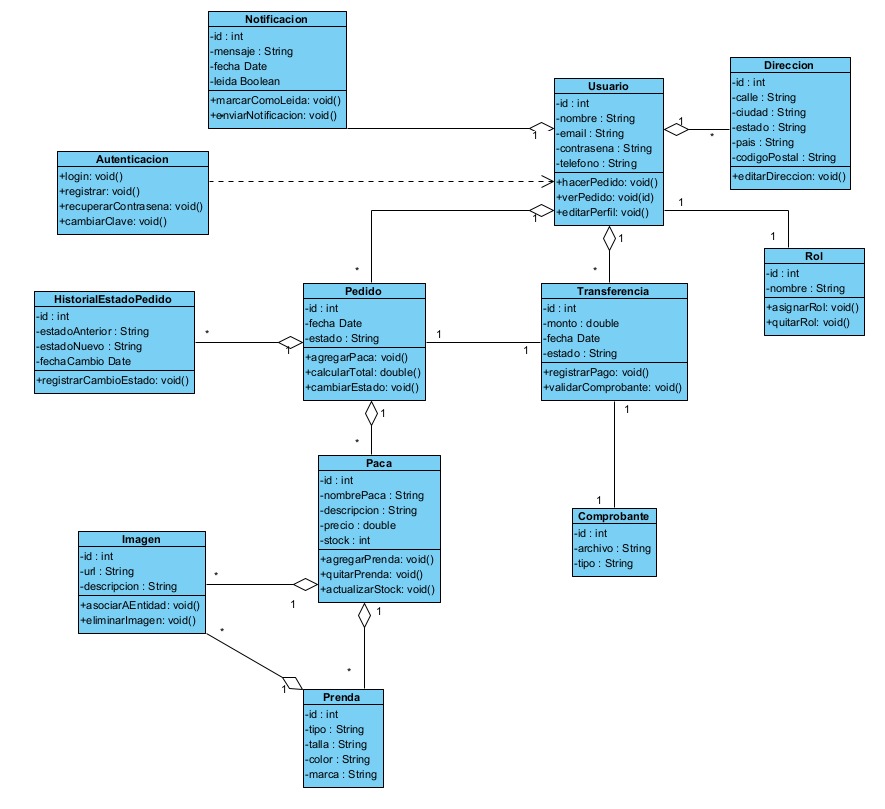 Notificacion
-id : int
-mensaje : String
-fecha Date
-leida Boolean
+marcarComoLeida: void()
+enviarNotificacion: void()
1
Usuario
-id : int
-nombre : String
-email : String
-contrasena : String
-telefono : String
+hacerPedido: void()
+verPedido: void(id)
+editarPerfil: void()
1
*
Direccion
-id : int
-calle : String
-ciudad : String
-estado : String
-pais : String
-codigoPostal : String
+editarDireccion: void()
Autenticacion
+login: void()
+registrar: void()
+recuperarContrasena: void()
+cambiarClave: void()
1
*
1
*
1
1
Rol
-id : int
-nombre : String
+asignarRol: void()
+quitarRol: void()
HistorialEstadoPedido
-id : int
-estadoAnterior : String
-estadoNuevo : String
-fechaCambio Date
+registrarCambioEstado: void()
*
1
Pedido
-id : int
-fecha Date
-estado : String
+agregarPaca: void()
+calcularTotal: double()
+cambiarEstado: void()
1
1
Transferencia
-id : int
-monto : double
-fecha Date
-estado : String
+registrarPago: void()
+validarComprobante: void()
1
*
1
1
Paca
-id : int
-nombrePaca : String
-descripcion : String
-precio : double
-stock : int
+agregarPrenda: void()
+quitarPrenda: void()
+actualizarStock: void()
Comprobante
-id : int
-archivo : String
-tipo : String
Imagen
-id : int
-url : String
-descripcion : String
+asociarAEntidad: void()
+eliminarImagen: void()
*
1
1
*
*
1
Prenda
-id : int
-tipo : String
-talla : String
-color : String
-marca : String